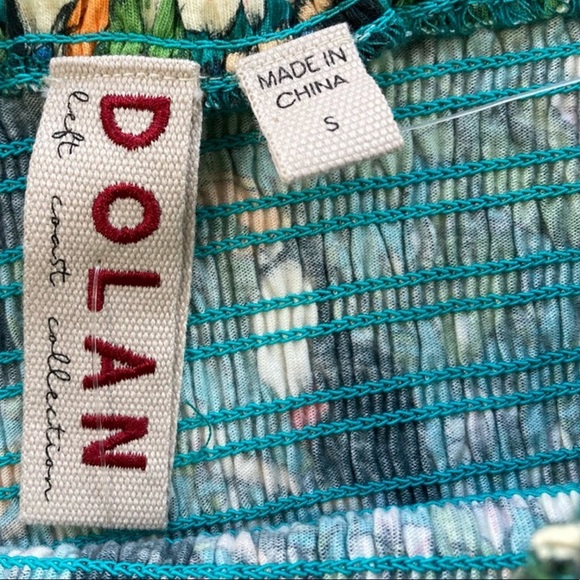 DOLAN
left coast collection
MADE IN
CHINA
S